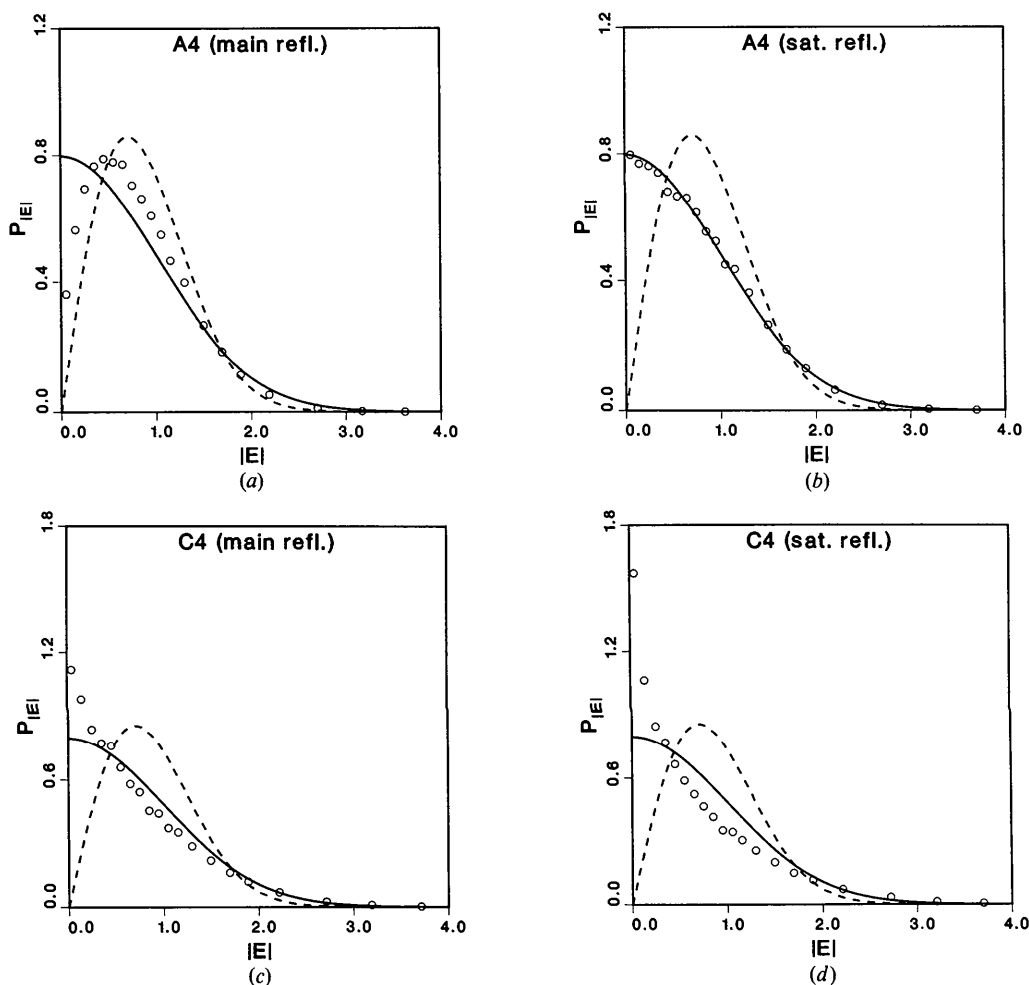 A4 (main refl.)
1.2
0.8
0.4
0.0
P|E|
0.0 1.0 2.0 3.0 4.0
|E|
(a)
A4 (sat. refl.)
1.2
0.8
0.4
0.0
P|E|
0.0 1.0 2.0 3.0 4.0
|E|
(b)
C4 (main refl.)
1.8
1.2
0.6
0.0
P|E|
0.0 1.0 2.0 3.0 4.0
|E|
(c)
C4 (sat. refl.)
1.8
1.2
0.6
0.0
P|E|
0.0 1.0 2.0 3.0 4.0
|E|
(d)